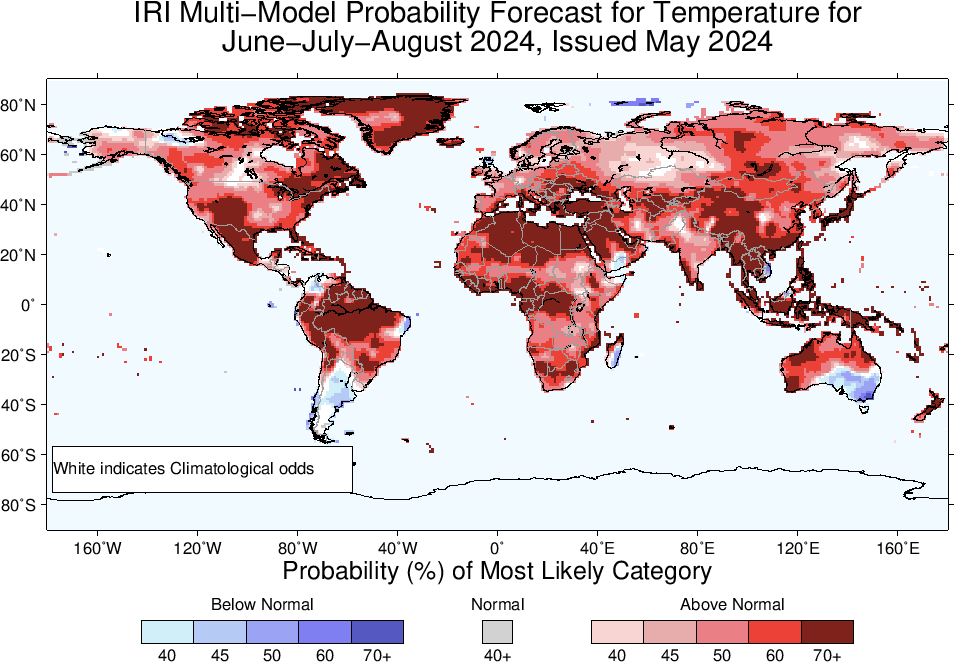 IRI Multi−Model Probability Forecast for Temperature for
June−July−August 2024, Issued May 2024
80˚N
60˚N
40˚N
20˚N
0˚
20˚S
40˚S
60˚S
80˚S
White indicates Climatological odds
160˚W 120˚W 80˚W 40˚W 0˚ 40˚E 80˚E 120˚E 160˚E
Probability (%) of Most Likely Category
Below Normal Normal Above Normal
40 45 50 60 70+ 40+ 40 45 50 60 70+